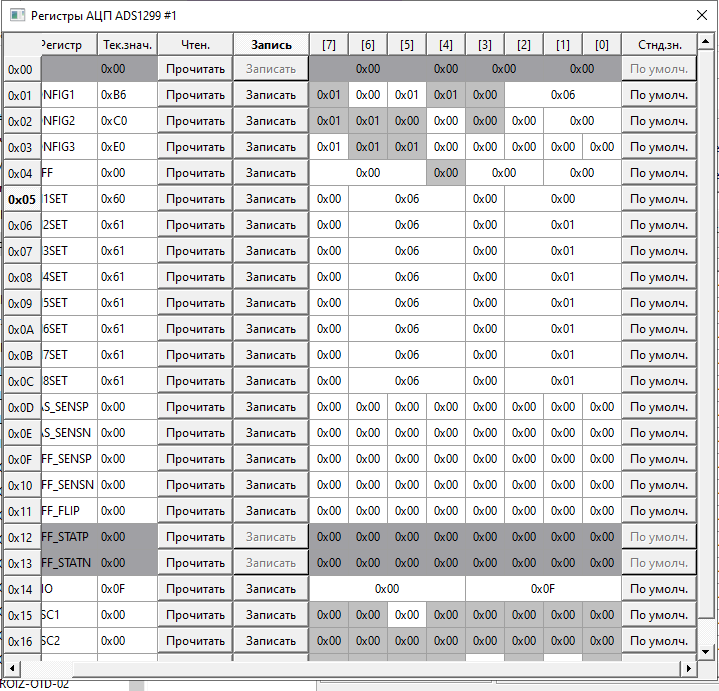 Регистры АЦП ADS1299 #1
Регистр Тек.знач. Чтен. Запись [7] [6] [5] [4] [3] [2] [1] [0] Стнд.зн.
0x00 0x00 Прочитать Записать 0x00 0x00 0x00 0x00 По умолч.
0x01 NFIG1 0xB6 Прочитать Записать 0x01 0x00 0x01 0x01 0x00 0x06 По умолч.
0x02 NFIG2 0xC0 Прочитать Записать 0x01 0x01 0x00 0x00 0x00 0x00 0x00 По умолч.
0x03 NFIG3 0xE0 Прочитать Записать 0x01 0x01 0x01 0x00 0x00 0x00 0x00 0x00 По умолч.
0x04 FF 0x00 Прочитать Записать 0x00 0x00 0x00 0x00 По умолч.
0x05 I1SET 0x60 Прочитать Записать 0x00 0x06 0x00 0x00 По умолч.
0x06 I2SET 0x61 Прочитать Записать 0x00 0x06 0x00 0x01 По умолч.
0x07 I3SET 0x61 Прочитать Записать 0x00 0x06 0x00 0x01 По умолч.
0x08 I4SET 0x61 Прочитать Записать 0x00 0x06 0x00 0x01 По умолч.
0x09 I5SET 0x61 Прочитать Записать 0x00 0x06 0x00 0x01 По умолч.
0x0A I6SET 0x61 Прочитать Записать 0x00 0x06 0x00 0x01 По умолч.
0x0B I7SET 0x61 Прочитать Записать 0x00 0x06 0x00 0x01 По умолч.
0x0C I8SET 0x61 Прочитать Записать 0x00 0x06 0x00 0x01 По умолч.
0x0D AS_SENSP 0x00 Прочитать Записать 0x00 0x00 0x00 0x00 0x00 0x00 0x00 0x00 По умолч.
0x0E AS_SENSN 0x00 Прочитать Записать 0x00 0x00 0x00 0x00 0x00 0x00 0x00 0x00 По умолч.
0x0F FF_SENSP 0x00 Прочитать Записать 0x00 0x00 0x00 0x00 0x00 0x00 0x00 0x00 По умолч.
0x10 FF_SENSN 0x00 Прочитать Записать 0x00 0x00 0x00 0x00 0x00 0x00 0x00 0x00 По умолч.
0x11 FF_FLIP 0x00 Прочитать Записать 0x00 0x00 0x00 0x00 0x00 0x00 0x00 0x00 По умолч.
0x12 FF_STATP 0x00 Прочитать Записать 0x00 0x00 0x00 0x00 0x00 0x00 0x00 0x00 По умолч.
0x13 FF_STATN 0x00 Прочитать Записать 0x00 0x00 0x00 0x00 0x00 0x00 0x00 0x00 По умолч.
0x14 IO 0x0F Прочитать Записать 0x00 0x0F По умолч.
0x15 SC1 0x00 Прочитать Записать 0x00 0x00 0x00 0x00 0x00 0x00 0x00 0x00 По умолч.
0x16 SC2 0x00 Прочитать Записать 0x00 0x00 0x00 0x00 0x00 0x00 0x00 0x00 По умолч.